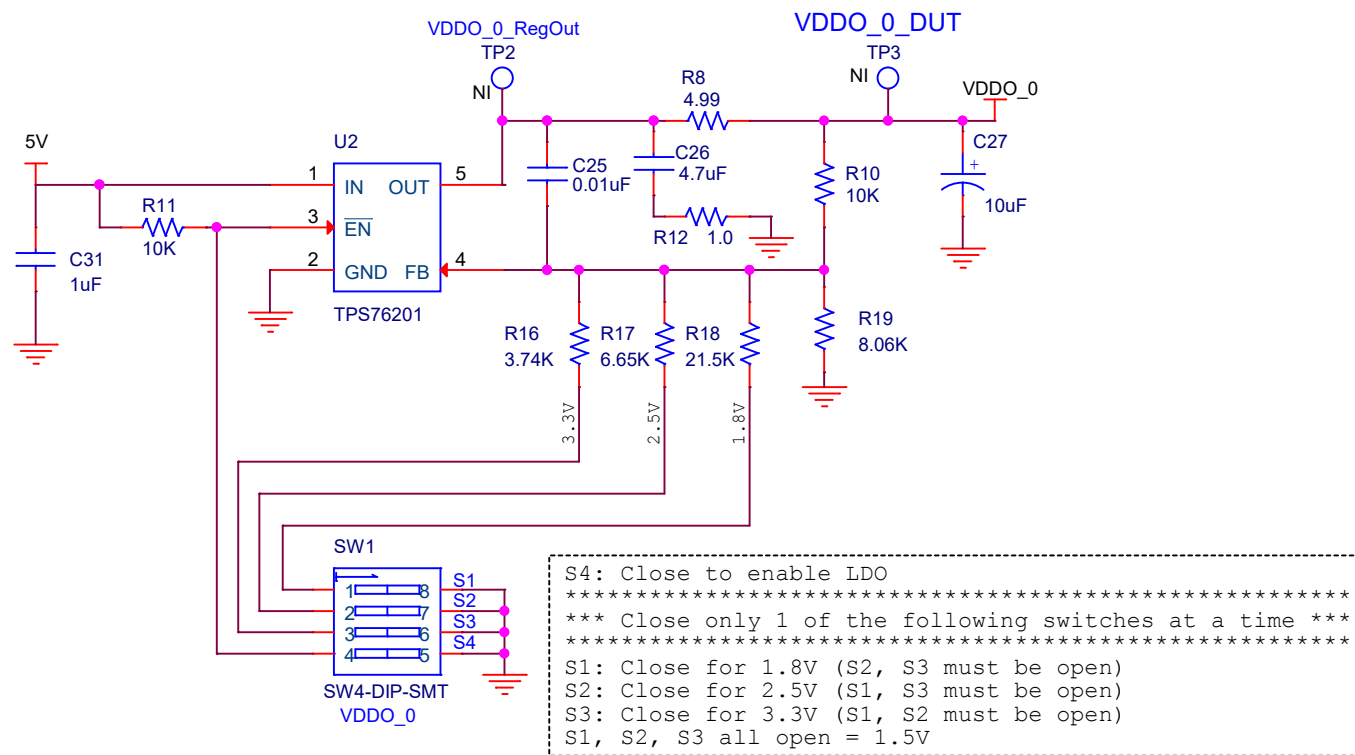 VDDO_0_RegOut
TP2
NI
VDDO_0_DUT
TP3
NI
VDDO_0
R8
4.99
5V
U2
1
IN
OUT
5
3
EN
2
GND
FB
4
TPS76201
R11
10K
C31
1uF
C25
0.01uF
C26
4.7uF
R12
1.0
R10
10K
C27
+
10uF
R16
3.74K
R17
6.65K
R18
21.5K
R19
8.06K
3.3V
2.5V
1.8V
SW1
1
8
S1
2
7
S2
3
6
S3
4
5
S4
SW4-DIP-SMT
VDDO_0
S4: Close to enable LDO
*******************************************************
*** Close only 1 of the following switches at a time ***
*******************************************************
S1: Close for 1.8V (S2, S3 must be open)
S2: Close for 2.5V (S1, S3 must be open)
S3: Close for 3.3V (S1, S2 must be open)
S1, S2, S3 all open = 1.5V